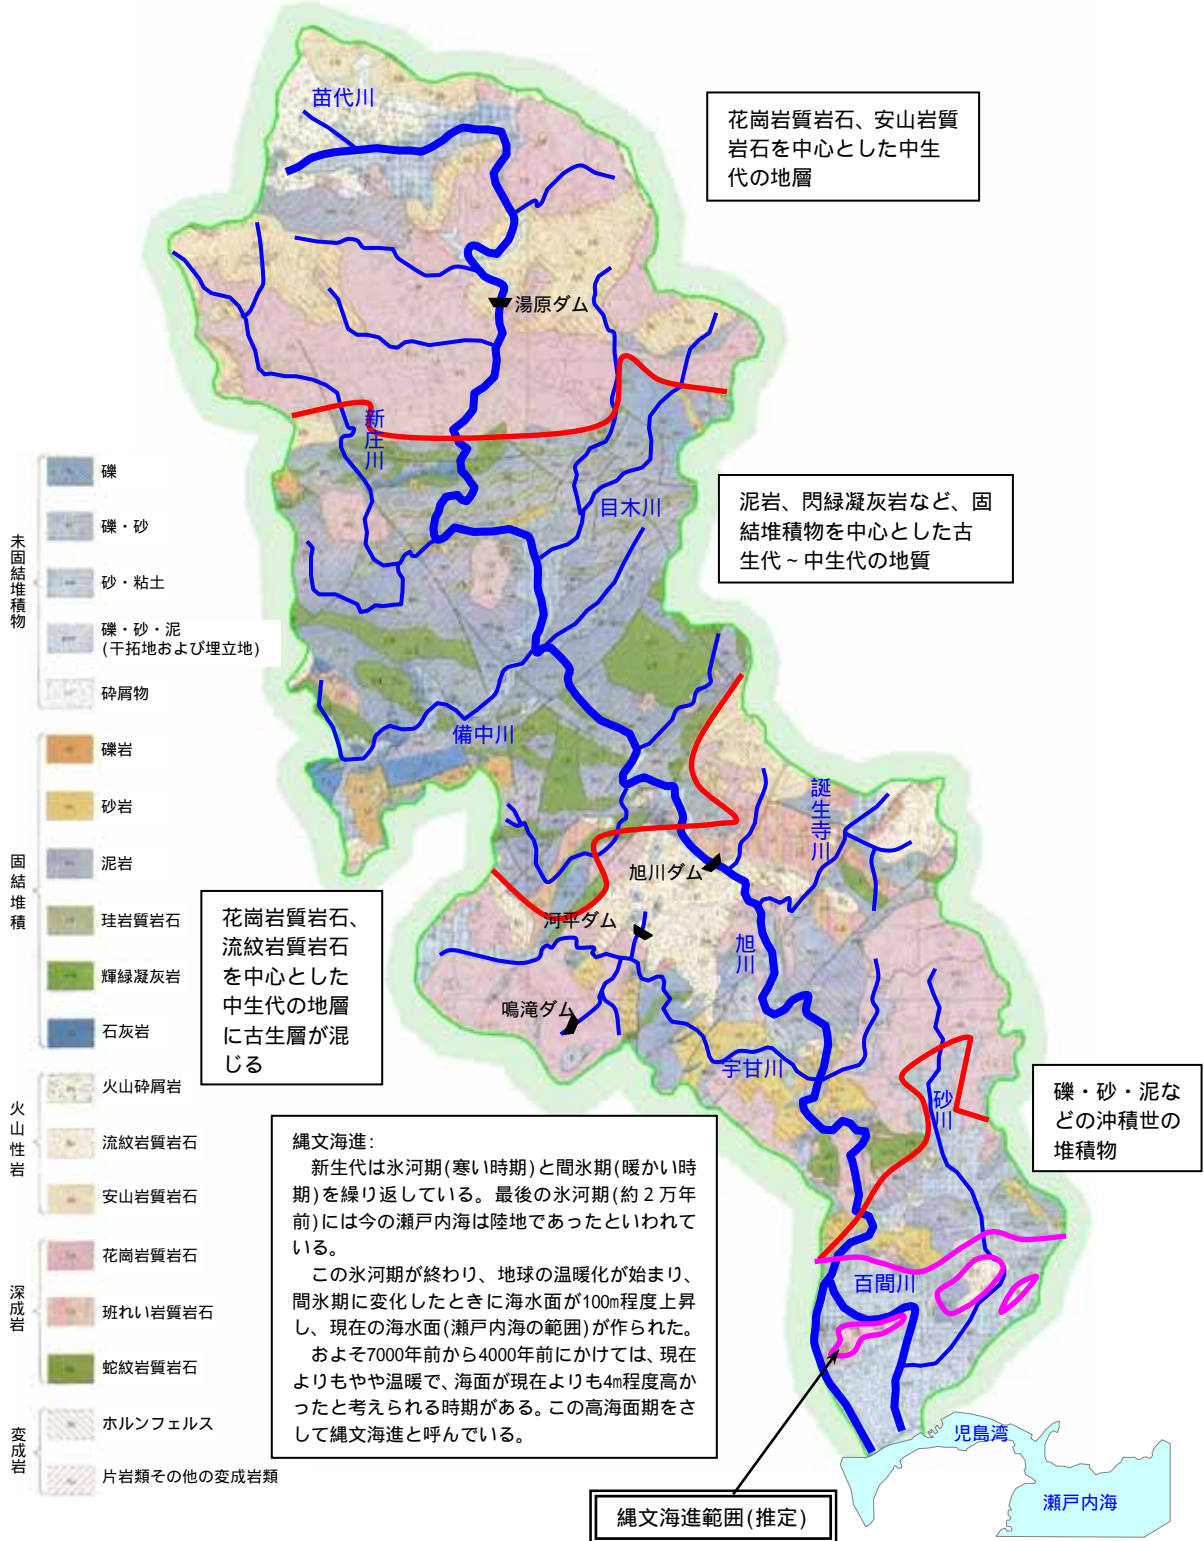 苗代川
花崗岩質岩石、安山岩質
岩石を中心とした中生
代の地層
湯原ダム
新庄川
目木川
泥岩、閃緑凝灰岩など、固
結堆積物を中心とした古
生代~中生代の地質
備中川
誕生寺川
旭川ダム
河平ダム
旭川
鳴滝ダム
宇甘川
砂川
百間川
児島湾
瀬戸内海
未固結堆積物
礫
礫・砂
砂・粘土
礫・砂・泥
(干拓地および埋立地)
砕屑物
固結堆積
礫岩
砂岩
泥岩
珪岩質岩石
輝緑凝灰岩
石灰岩
火山性岩
火山砕屑岩
流紋岩質岩石
安山岩質岩石
深成岩
花崗岩質岩石
班れい岩質岩石
蛇紋岩質岩石
変成岩
ホルンフェルス
片岩類その他の変成岩類
花崗岩質岩石、
流紋岩質岩石
を中心とした
中生代の地層
に古生層が混
じる
礫・砂・泥な
どの沖積世の
堆積物
縄文海進:
新生代は氷河期(寒い時期)と間氷期(暖かい時
期)を繰り返している。最後の氷河期(約2万年
前)には今の瀬戸内海は陸地であったといわれて
いる。
この氷河期が終わり、地球の温暖化が始まり、
間氷期に変化したときに海水面が100m程度上昇
し、現在の海水面(瀬戸内海の範囲)が作られた。
およそ7000年前から4000年前にかけては、現在
よりもやや温暖で、海面が現在よりも4m程度高か
ったと考えられる時期がある。この高海面期をさ
して縄文海進と呼んでいる。
縄文海進範囲(推定)